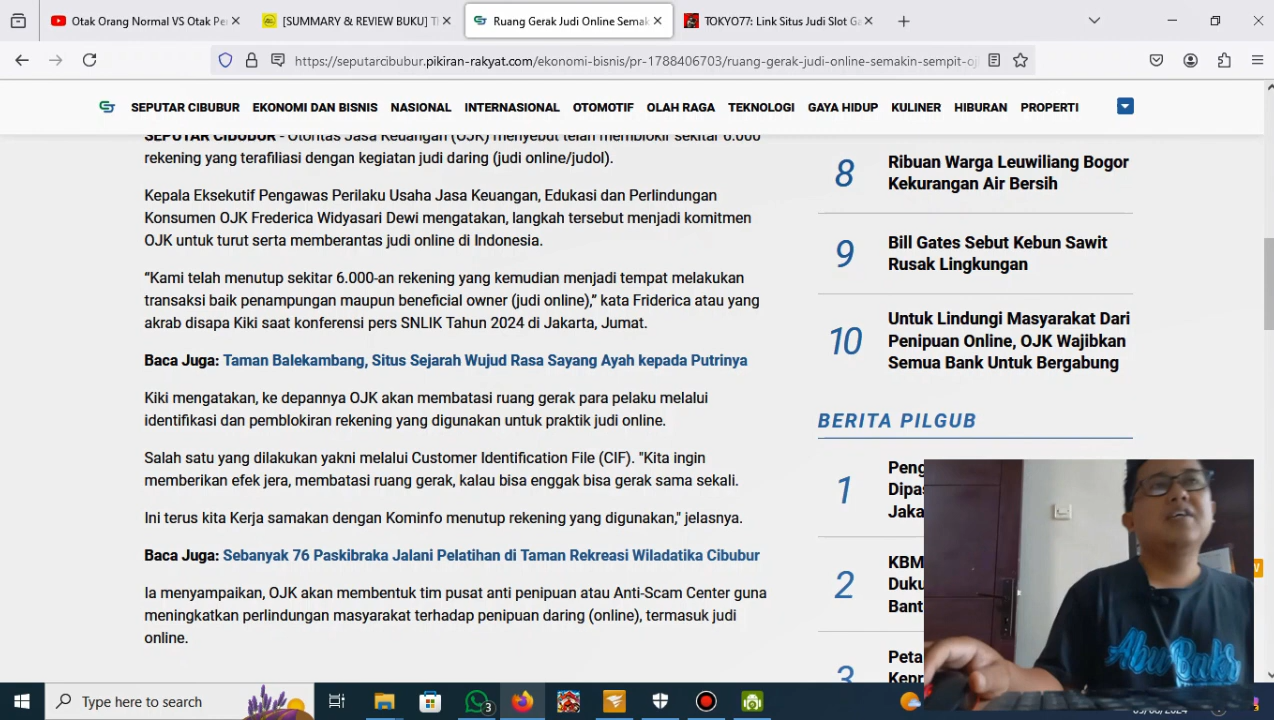 Otak Orang Normal VS Otak Pe
[SUMMARY & REVIEW BUKU] T
Ruang Gerak Judi Online Semak
TOKYO77: Link Situs Judi Slot Ga
https://seputarcibubur.pikiran-rakyat.com/ekonomi-bisnis/pr-1788406703/ruang-gerak-judi-online-semakin-sempit-oj
SEPUTAR CIBUBUR EKONOMI DAN BISNIS NASIONAL INTERNASIONAL OTOMOTIF OLAH RAGA TEKNOLOGI GAYA HIDUP KULINER HIBURAN PROPERTI
SEPUTAR CIBUBUR - Otoritas Jasa Keuangan (OJK) menyebut telah memblokir sekitar 6.000
rekening yang terafiliasi dengan kegiatan judi daring (judi online/judol).
Kepala Eksekutif Pengawas Perilaku Usaha Jasa Keuangan, Edukasi dan Perlindungan
Konsumen OJK Frederica Widyasari Dewi mengatakan, langkah tersebut menjadi komitmen
OJK untuk turut serta memberantas judi online di Indonesia.
“Kami telah menutup sekitar 6.000-an rekening yang kemudian menjadi tempat melakukan
transaksi baik penampungan maupun beneficial owner (judi online),” kata Friderica atau yang
akrab disapa Kiki saat konferensi pers SNLIK Tahun 2024 di Jakarta, Jumat.
Baca Juga: Taman Balekambang, Situs Sejarah Wujud Rasa Sayang Ayah kepada Putrinya
Kiki mengatakan, ke depannya OJK akan membatasi ruang gerak para pelaku melalui
identifikasi dan pemblokiran rekening yang digunakan untuk praktik judi online.
Salah satu yang dilakukan yakni melalui Customer Identification File (CIF). "Kita ingin
memberikan efek jera, membatasi ruang gerak, kalau bisa enggak bisa gerak sama sekali.
Ini terus kita Kerja samakan dengan Kominfo menutup rekening yang digunakan," jelasnya.
Baca Juga: Sebanyak 76 Paskibraka Jalani Pelatihan di Taman Rekreasi Wiladatika Cibubur
Ia menyampaikan, OJK akan membentuk tim pusat anti penipuan atau Anti-Scam Center guna
meningkatkan perlindungan masyarakat terhadap penipuan daring (online), termasuk judi
online.
8
Ribuan Warga Leuwiliang Bogor
Kekurangan Air Bersih
9
Bill Gates Sebut Kebun Sawit
Rusak Lingkungan
10
Untuk Lindungi Masyarakat Dari
Penipuan Online, OJK Wajibkan
Semua Bank Untuk Bergabung
BERITA PILGUB
1
Peng
Dipas
Jaka
2
KBM
Duku
Bant
3
Peta
Kepr
Abu Bakr
Type here to search
3